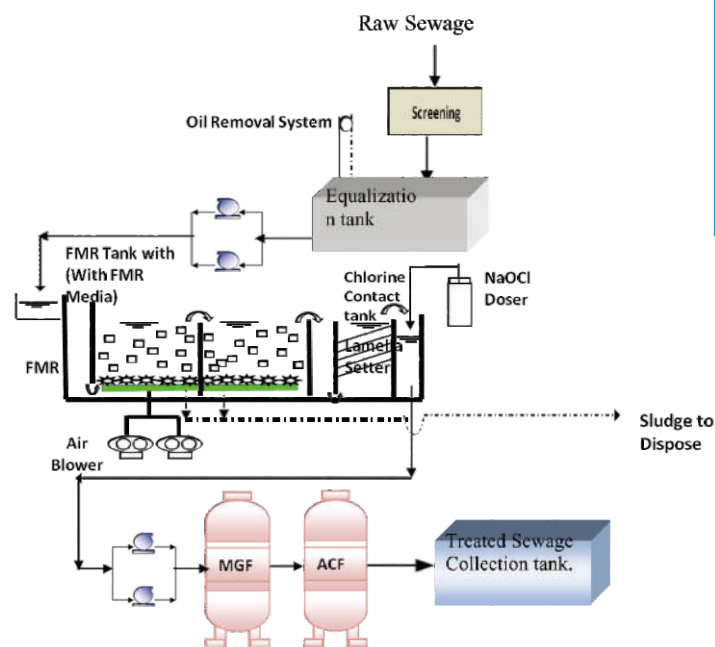 Raw Sewage
Screening
Oil Removal System
Equalizatio
n tank
FMR Tank with
(With FMR
Media)
Chlorine
Contact
tank
NaOCl
Doser
FMR
Lamella
Setter
Air
Blower
Sludge to
Dispose
MGF
ACF
Treated Sewage
Collection tank.